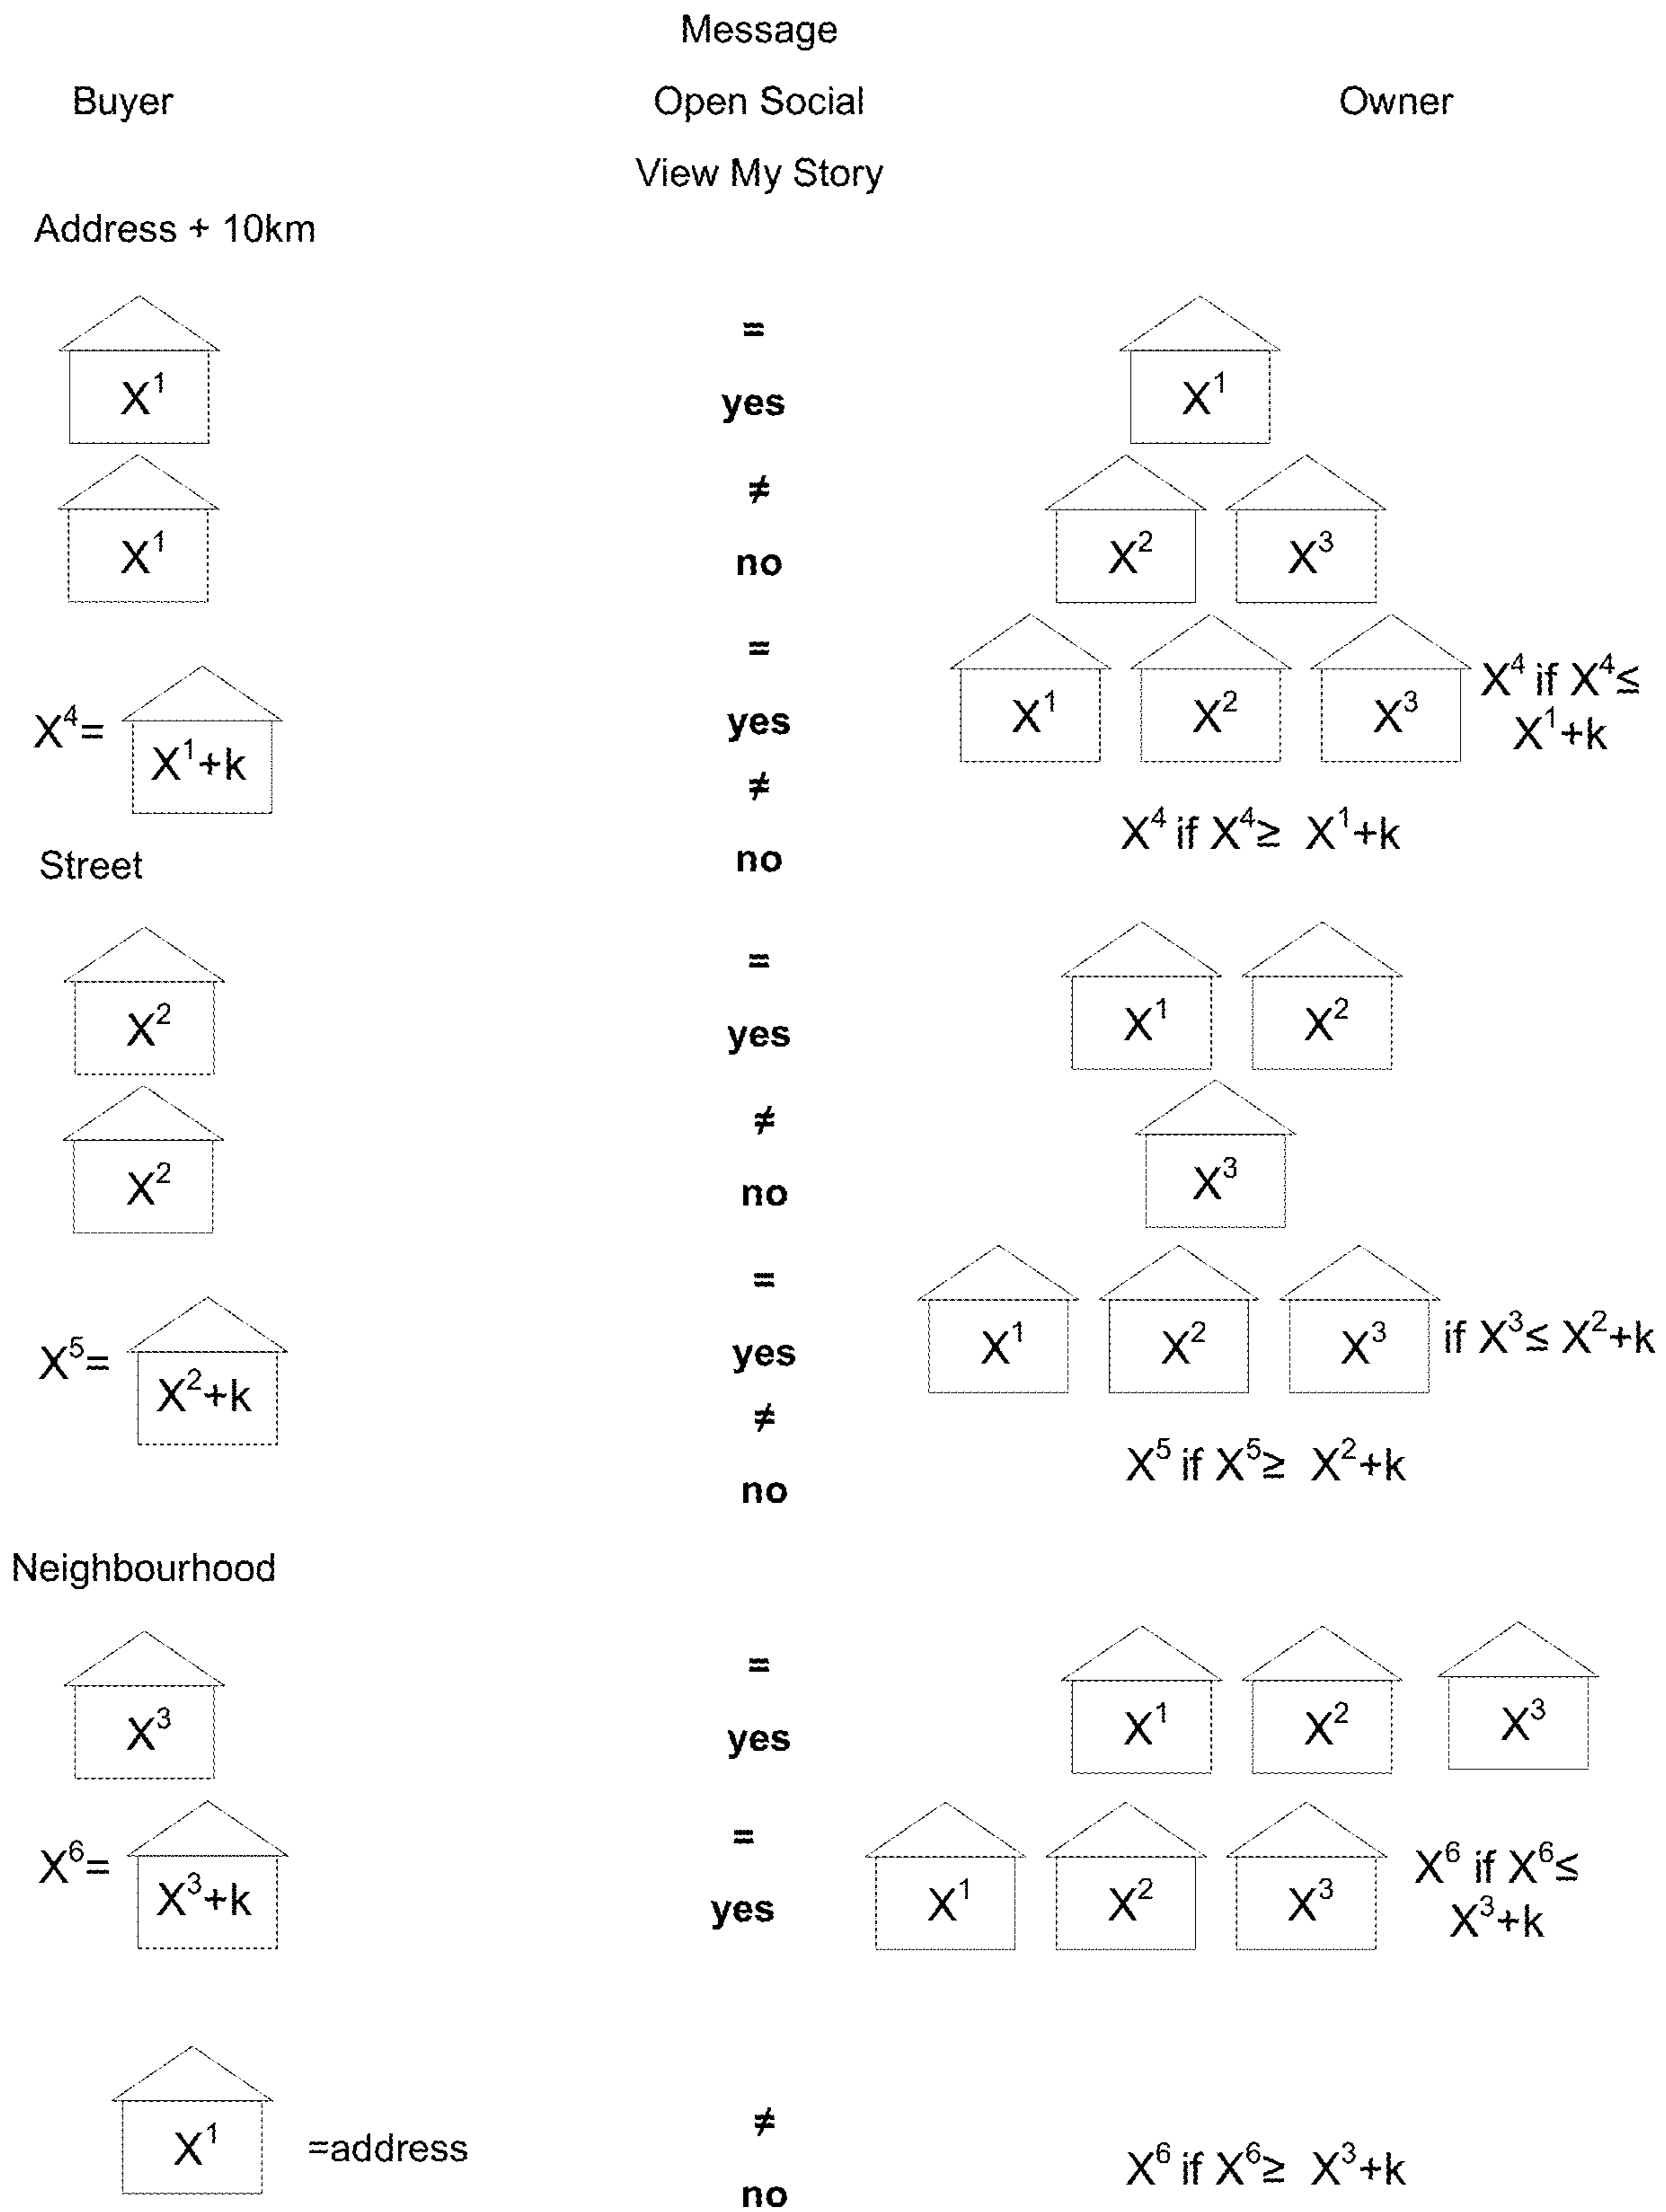 Message
Buyer Open Social Owner
View My Story
Address + 10km
=
X¹ yes X¹
≠
X¹ no X² X³
=
X⁴= X¹+k yes X¹ X² X³ X⁴ if X⁴≤
X¹+k
≠
X⁴ if X⁴≥ X¹+k
Street no
=
X² yes X¹ X²
≠
X² no X³
=
X⁵= X²+k yes X¹ X² X³ if X³≤ X²+k
≠
X⁵ if X⁵≥ X²+k
no
Neighbourhood
=
X³ yes X¹ X² X³
=
X⁶= X³+k yes X¹ X² X³ X⁶ if X⁶≤
X³+k
≠
X¹ =address
no X⁶ if X⁶≥ X³+k